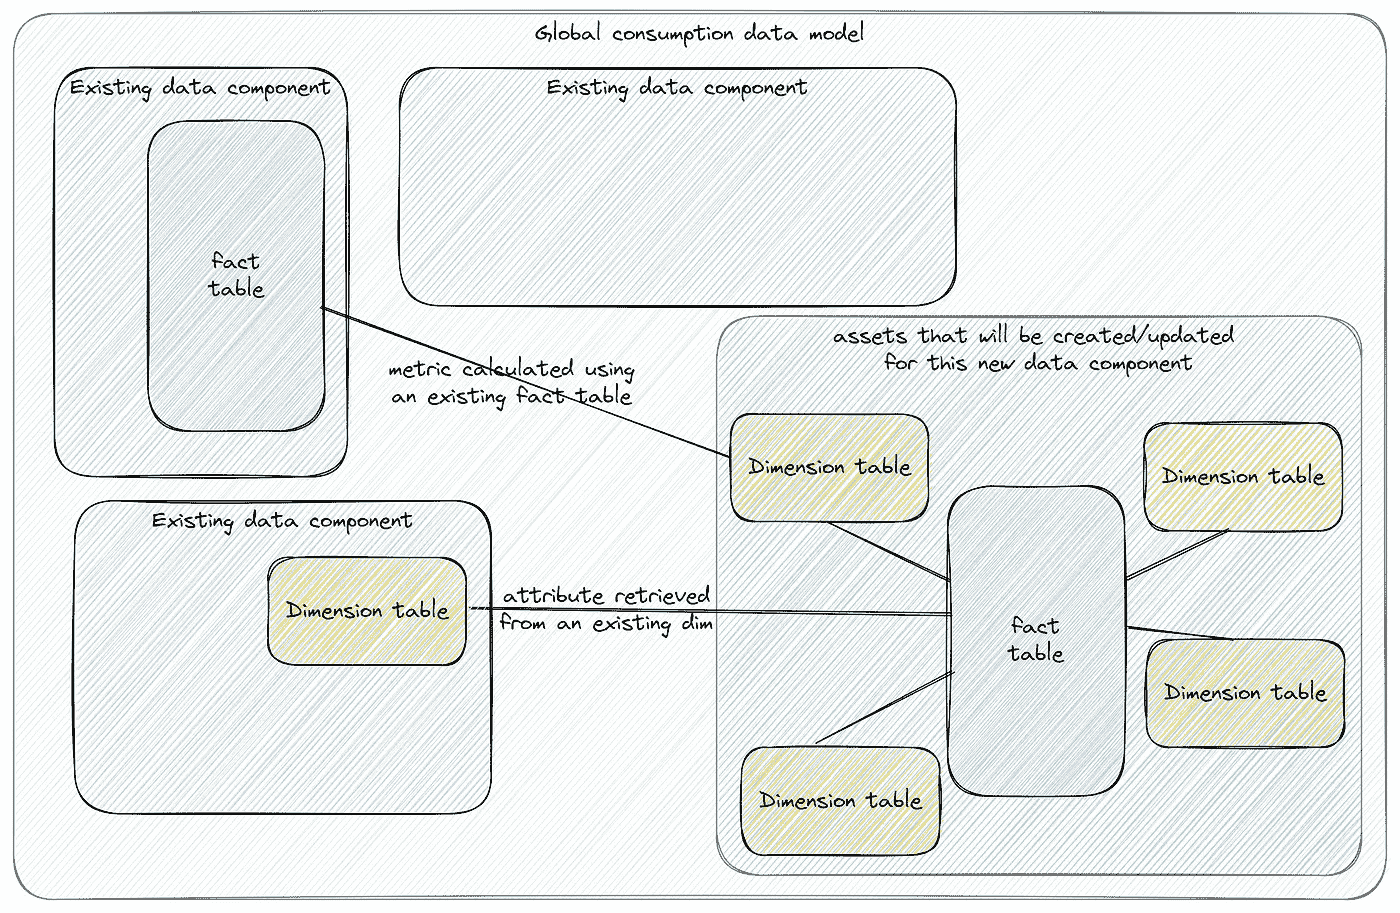 Global consumption data model
Existing data component
fact
table
Existing data component
metric calculated using
an existing fact table
assets that will be created/updated
for this new data component
Dimension table
Dimension table
Existing data component
Dimension table
attribute retrieved
from an existing dim
fact
table
Dimension table
Dimension table